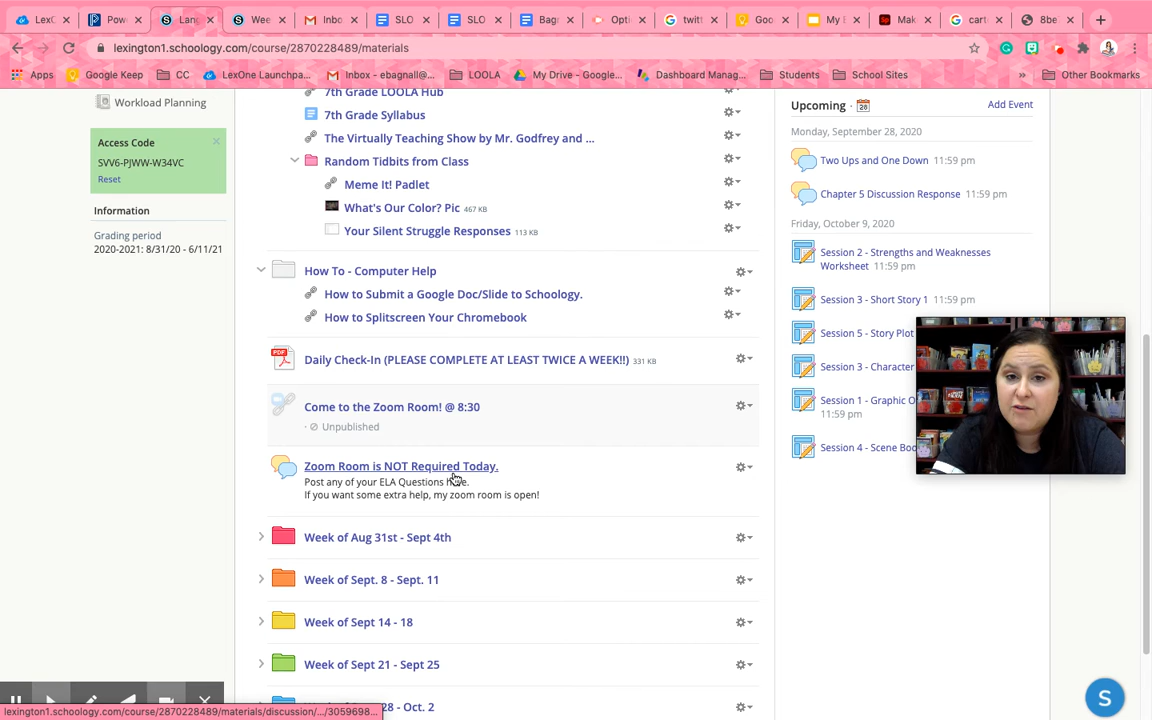 LexC
Powe
Lang
Wee
Inbo
SLO
SLO
Bagn
Opti
twitt
Goo
My E
Mak
cart
8be
lexington1.schoology.com/course/2870228489/materials
Apps
Google Keep
CC
LexOne Launchpa...
Inbox - ebagnall@...
LOOLA
My Drive - Google...
Dashboard Manag...
Students
School Sites
»
Other Bookmarks
Workload Planning
Access Code
SVV6-PJWW-W34VC
Reset
Information
Grading period
2020-2021: 8/31/20 - 6/11/21
7th Grade LOOLA Hub
7th Grade Syllabus
The Virtually Teaching Show by Mr. Godfrey and ...
Random Tidbits from Class
Meme It! Padlet
What's Our Color? Pic 467 KB
Your Silent Struggle Responses 113 KB
How To - Computer Help
How to Submit a Google Doc/Slide to Schoology.
How to Splitscreen Your Chromebook
PDF
Daily Check-In (PLEASE COMPLETE AT LEAST TWICE A WEEK!!) 331 KB
Come to the Zoom Room! @ 8:30
· Unpublished
Zoom Room is NOT Required Today.
Post any of your ELA Questions here.
If you want some extra help, my zoom room is open!
Week of Aug 31st - Sept 4th
Week of Sept. 8 - Sept. 11
Week of Sept 14 - 18
Week of Sept 21 - Sept 25
28 - Oct. 2
Upcoming ·
Add Event
Monday, September 28, 2020
Two Ups and One Down 11:59 pm
Chapter 5 Discussion Response 11:59 pm
Friday, October 9, 2020
Session 2 - Strengths and Weaknesses
Worksheet 11:59 pm
Session 3 - Short Story 1 11:59 pm
Session 5 - Story Plot
Session 3 - Character
Session 1 - Graphic O
11:59 pm
Session 4 - Scene Boo
S
lexington1.schoology.com/course/2870228489/materials/discussion/.../3059698...